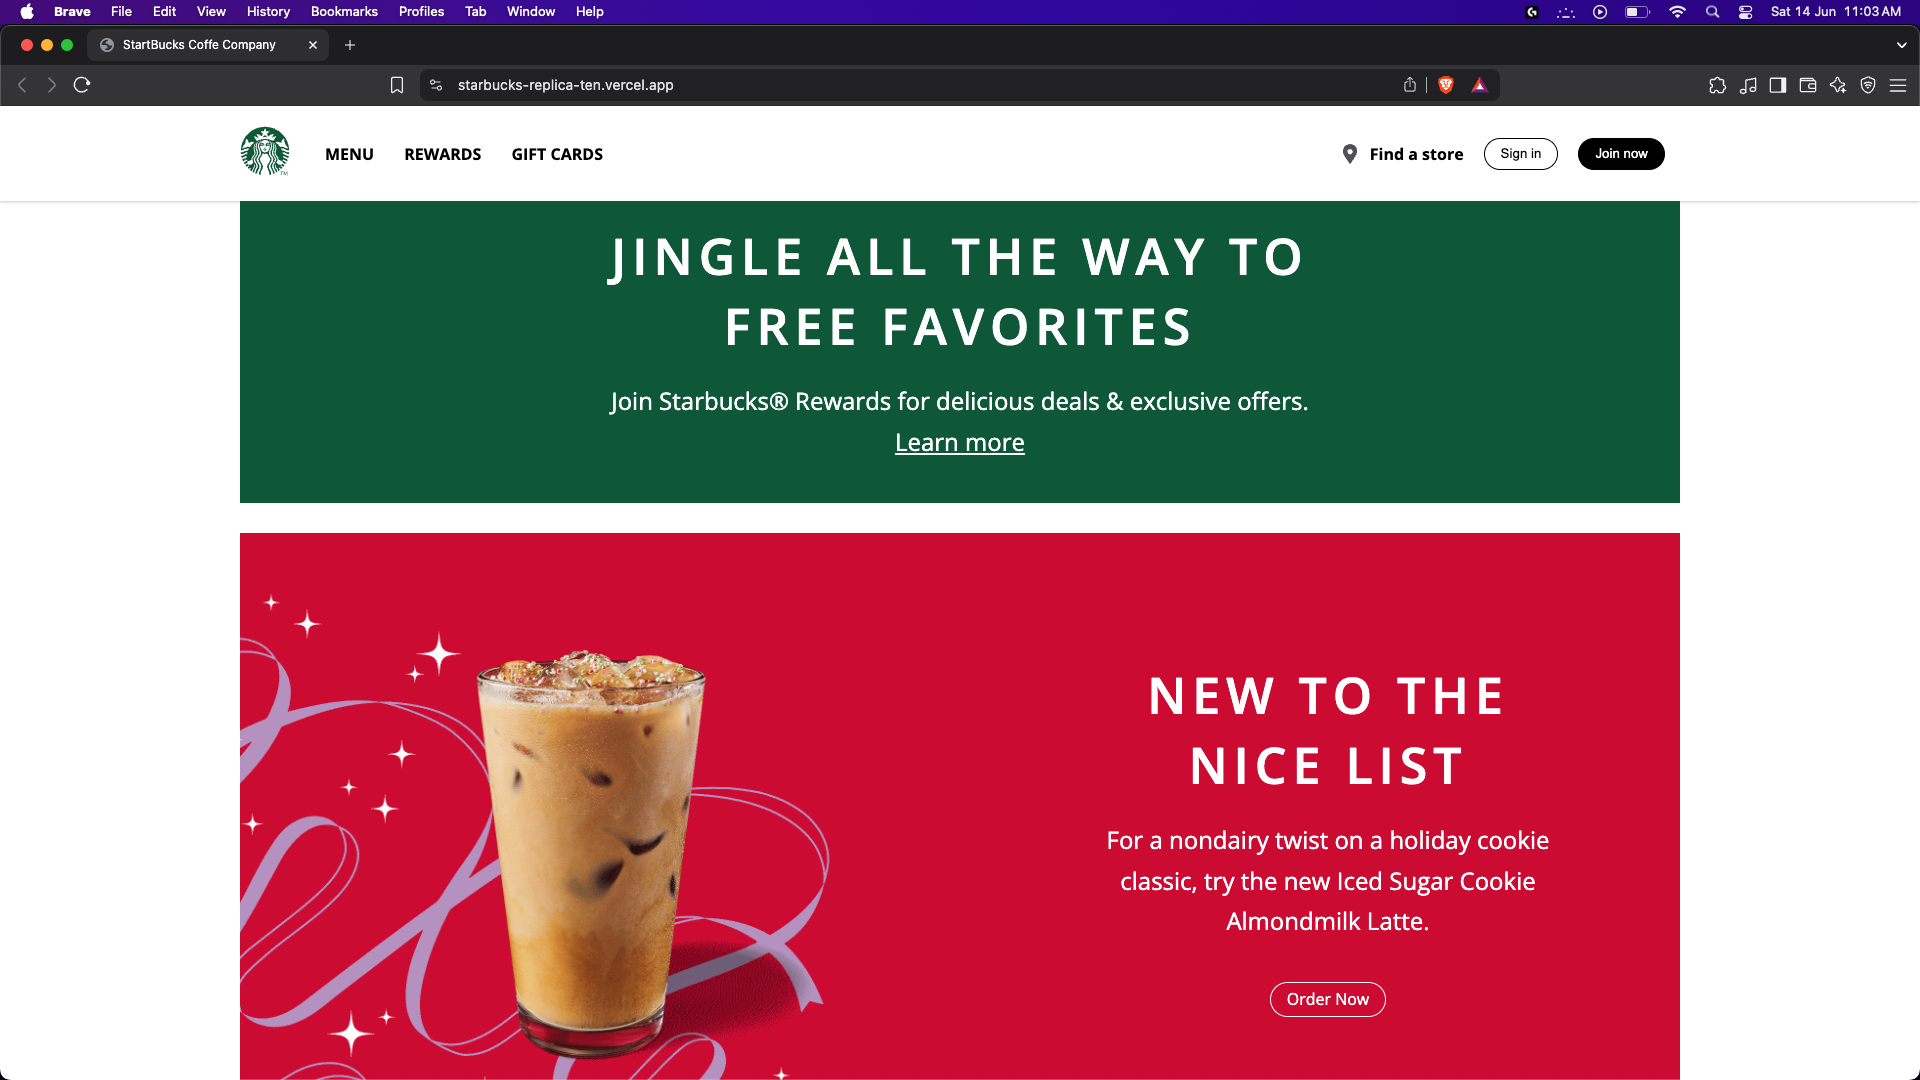 Brave File Edit View History Bookmarks Profiles Tab Window Help Sat 14 Jun 11:03 AM
StartBucks Coffe Company
starbucks-replica-ten.vercel.app
MENU REWARDS GIFT CARDS Find a store Sign in Join now
TM
JINGLE ALL THE WAY TO
FREE FAVORITES
Join Starbucks® Rewards for delicious deals & exclusive offers.
Learn more
NEW TO THE
NICE LIST
For a nondairy twist on a holiday cookie
classic, try the new Iced Sugar Cookie
Almondmilk Latte.
Order Now